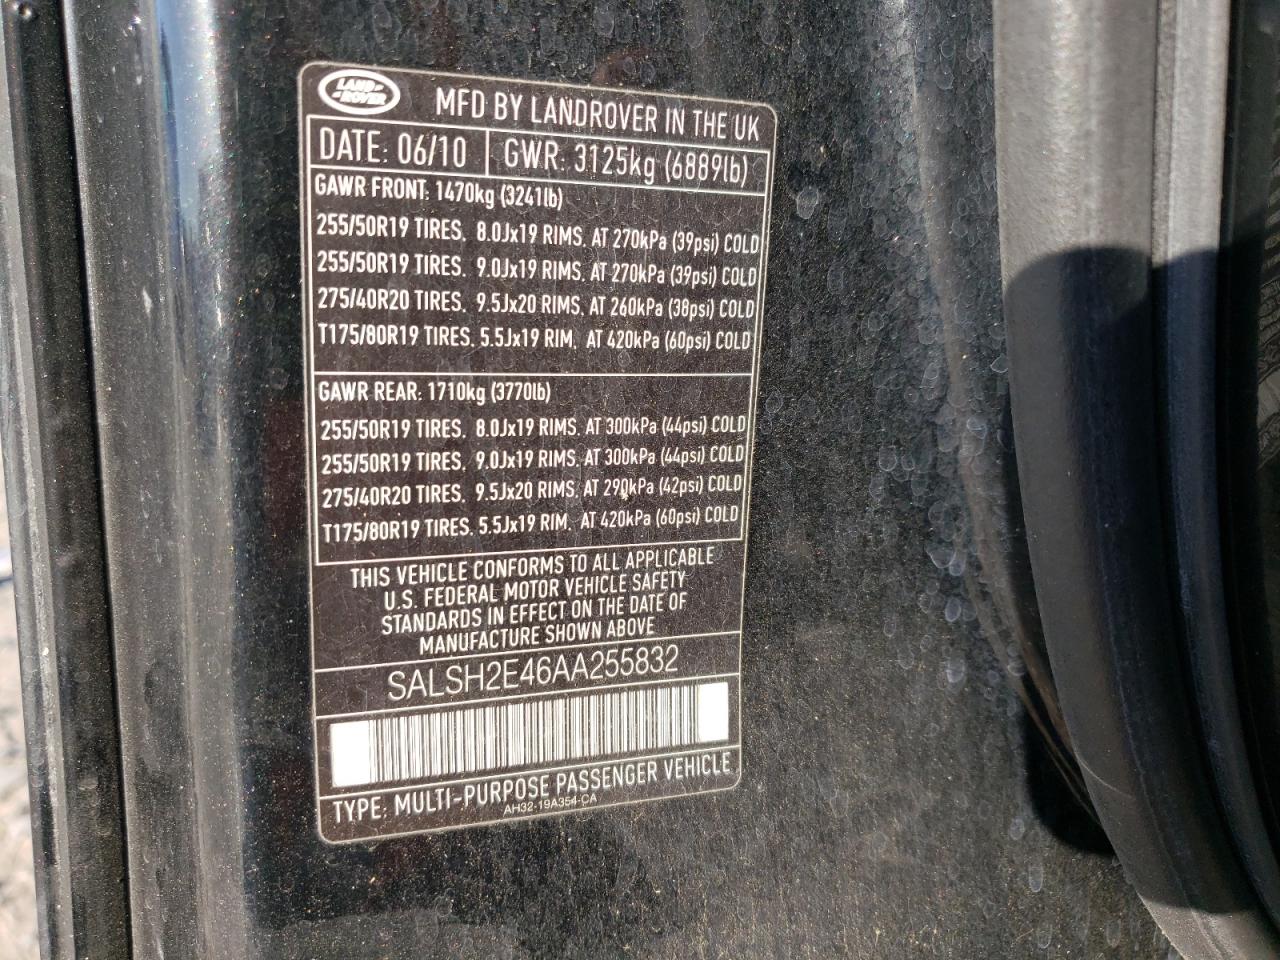 LAND ROVER
MFD BY LANDROVER IN THE UK
DATE: 06/10 GWR: 3125kg (6889lb)
GAWR FRONT: 1470kg (3241lb)
255/50R19 TIRES, 8.0Jx19 RIMS, AT 270kPa (39psi) COLD
255/50R19 TIRES, 9.0Jx19 RIMS, AT 270kPa (39psi) COLD
275/40R20 TIRES, 9.5Jx20 RIMS, AT 260kPa (38psi) COLD
T175/80R19 TIRES, 5.5Jx19 RIM, AT 420kPa (60psi) COLD
GAWR REAR: 1710kg (3770lb)
255/50R19 TIRES, 8.0Jx19 RIMS, AT 300kPa (44psi) COLD
255/50R19 TIRES, 9.0Jx19 RIMS, AT 300kPa (44psi) COLD
275/40R20 TIRES, 9.5Jx20 RIMS, AT 290kPa (42psi) COLD
T175/80R19 TIRES, 5.5Jx19 RIM, AT 420kPa (60psi) COLD
THIS VEHICLE CONFORMS TO ALL APPLICABLE
U.S. FEDERAL MOTOR VEHICLE SAFETY
STANDARDS IN EFFECT ON THE DATE OF
MANUFACTURE SHOWN ABOVE
SALSH2E46AA255832
TYPE: MULTI-PURPOSE PASSENGER VEHICLE
AH32-19A354-CA